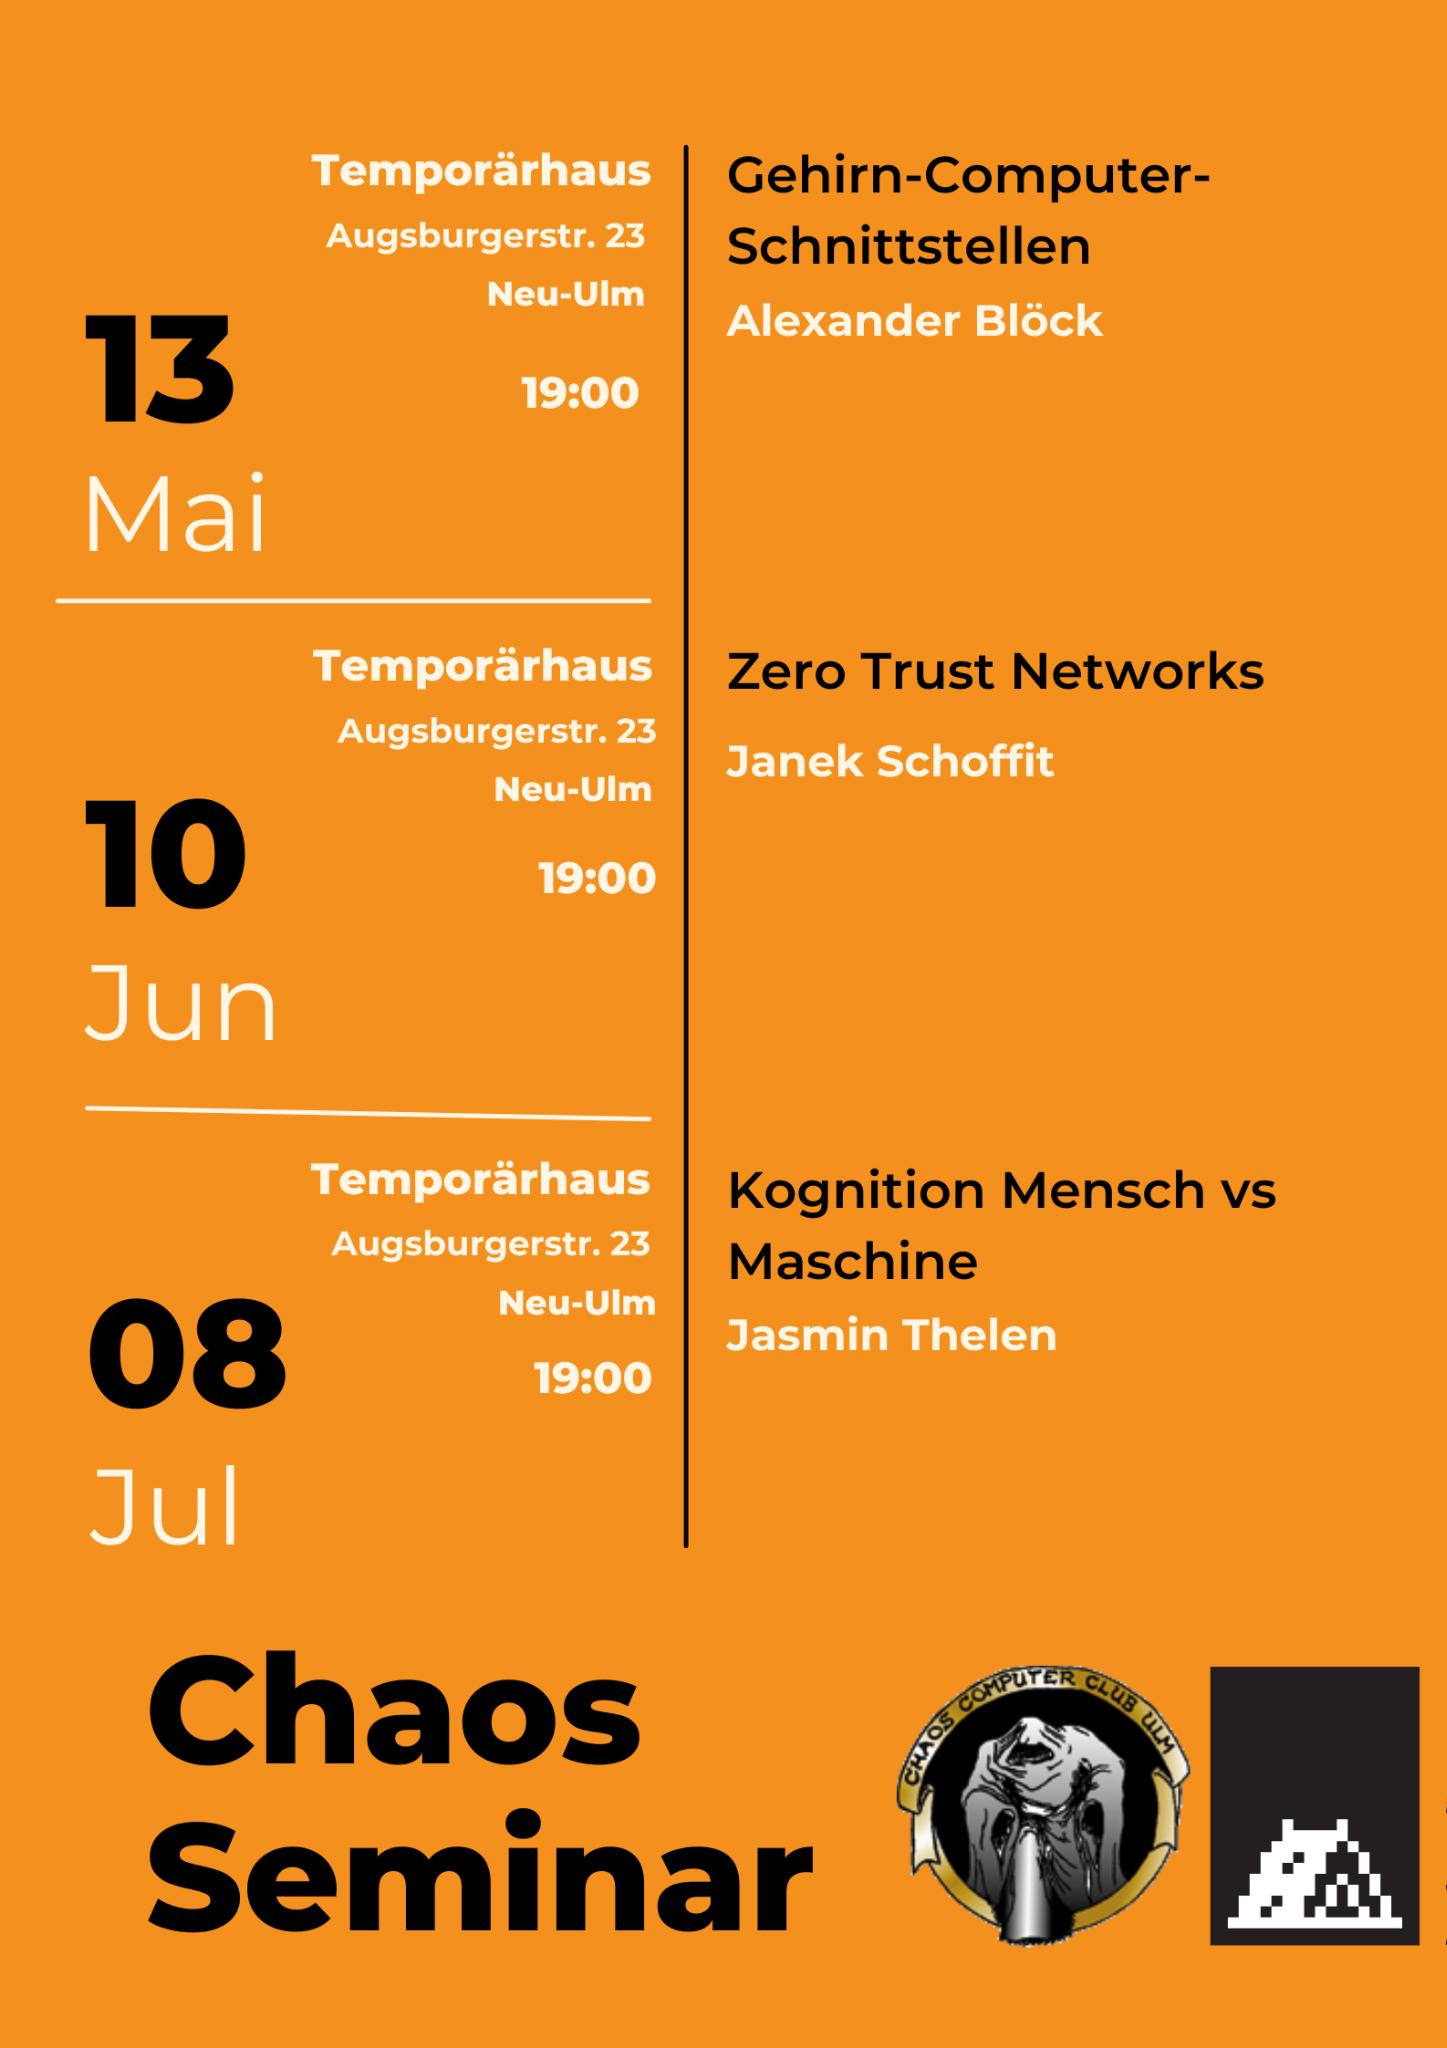 Temporärhaus
Augsburgerstr. 23
Neu-Ulm
19:00
13
Mai
Gehirn-Computer-
Schnittstellen
Alexander Blöck
Temporärhaus
Augsburgerstr. 23
Neu-Ulm
19:00
10
Jun
Zero Trust Networks
Janek Schoffit
Temporärhaus
Augsburgerstr. 23
Neu-Ulm
19:00
08
Jul
Kognition Mensch vs
Maschine
Jasmin Thelen
Chaos
Seminar
CHAOS COMPUTER CLUB ULM